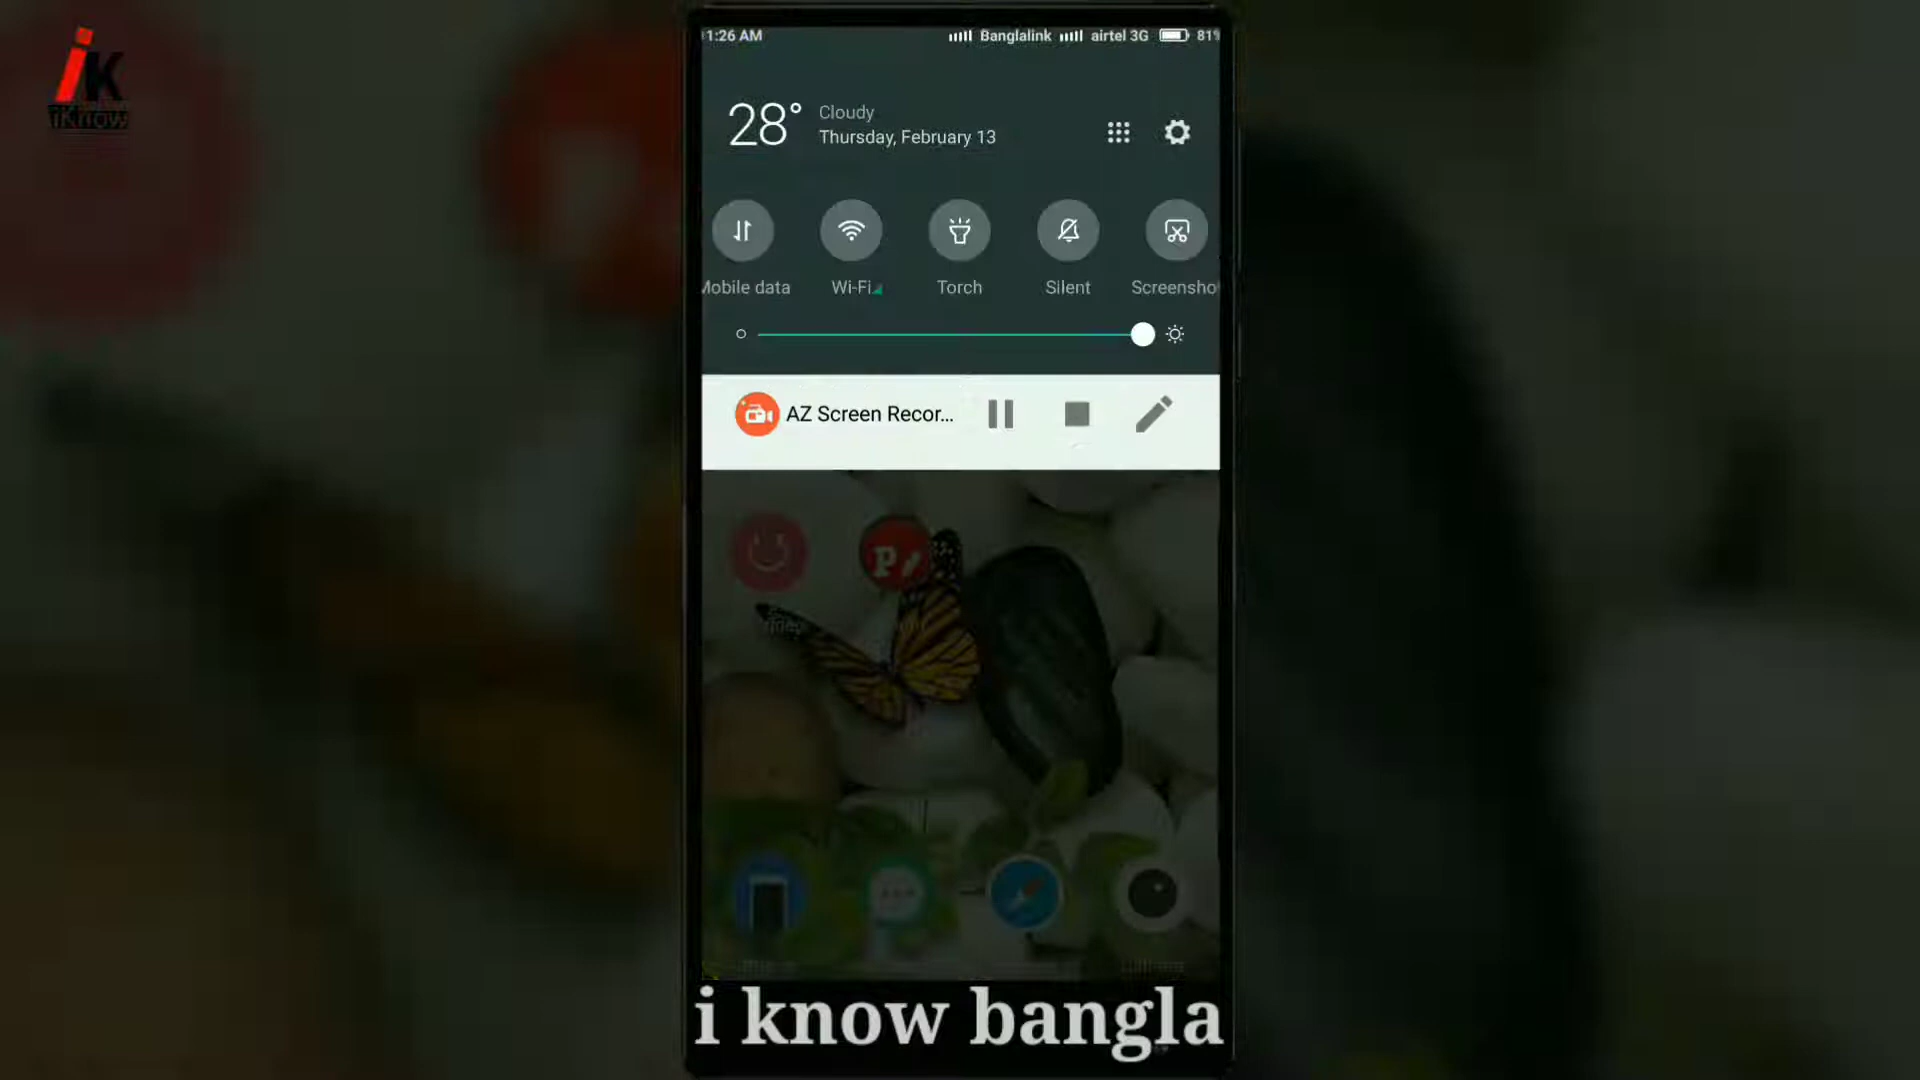 1:26 AM Banglalink airtel 3G 81%
28° Cloudy
Thursday, February 13
Mobile data Wi-Fi Torch Silent Screensho
AZ Screen Recor...
i know bangla
iK
iKnow